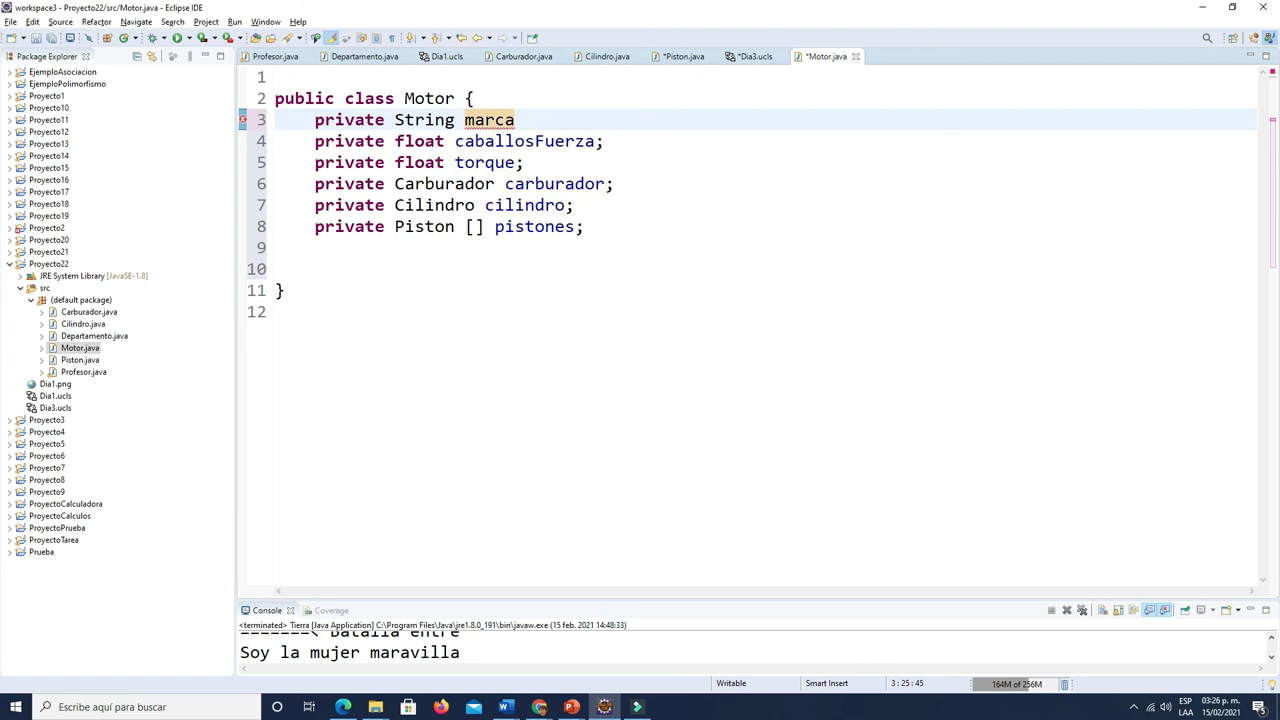 workspace3 - Proyecto22/src/Motor.java - Eclipse IDE
File Edit Source Refactor Navigate Search Project Run Window Help
Package Explorer
Profesor.java Departamento.java Dia1.ucls Carburador.java Cilindro.java *Piston.java *Dia3.ucls *Motor.java
EjemploAsociacion
EjemploPolimorfismo
Proyecto1
Proyecto10
Proyecto11
Proyecto12
Proyecto13
Proyecto14
Proyecto15
Proyecto16
Proyecto17
Proyecto18
Proyecto19
Proyecto2
Proyecto20
Proyecto21
Proyecto22
JRE System Library [JavaSE-1.8]
src
(default package)
Carburador.java
Cilindro.java
Departamento.java
Motor.java
Piston.java
Profesor.java
Dia1.png
Dia1.ucls
Dia3.ucls
Proyecto3
Proyecto4
Proyecto5
Proyecto6
Proyecto7
Proyecto8
Proyecto9
ProyectoCalculadora
ProyectoCalculos
ProyectoPrueba
ProyectoTarea
Prueba
1
2 public class Motor {
3 private String marca
4 private float caballosFuerza;
5 private float torque;
6 private Carburador carburador;
7 private Cilindro cilindro;
8 private Piston [] pistones;
9
10
11 }
12
Console Coverage
<terminated> Tierra [Java Application] C:\Program Files\Java\jre1.8.0_191\bin\javaw.exe (15 feb. 2021 14:48:33)
=======< Batalla entre
Soy la mujer maravilla
Writable Smart Insert 3 : 25 : 45 164M of 256M
Escribe aquí para buscar
ESP 03:26 p. m.
LAA 15/02/2021